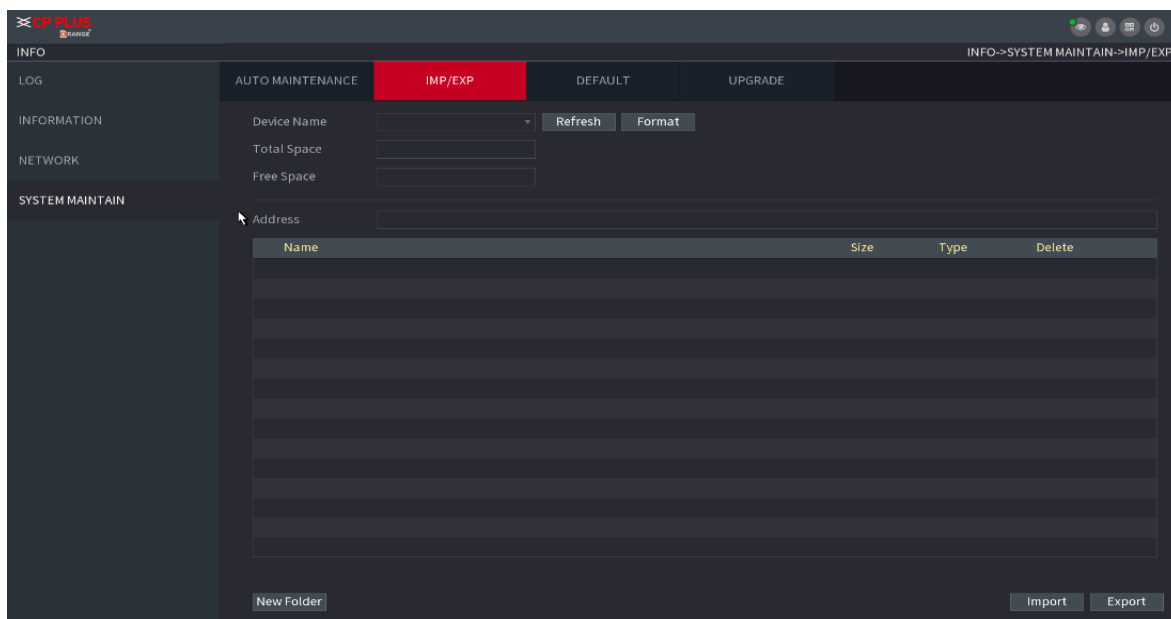 CP PLUS
ORANGE
INFO INFO->SYSTEM MAINTAIN->IMP/EXP
LOG
INFORMATION
NETWORK
SYSTEM MAINTAIN
AUTO MAINTENANCE IMP/EXP DEFAULT UPGRADE
Device Name Refresh Format
Total Space
Free Space
Address
Name Size Type Delete
New Folder Import Export